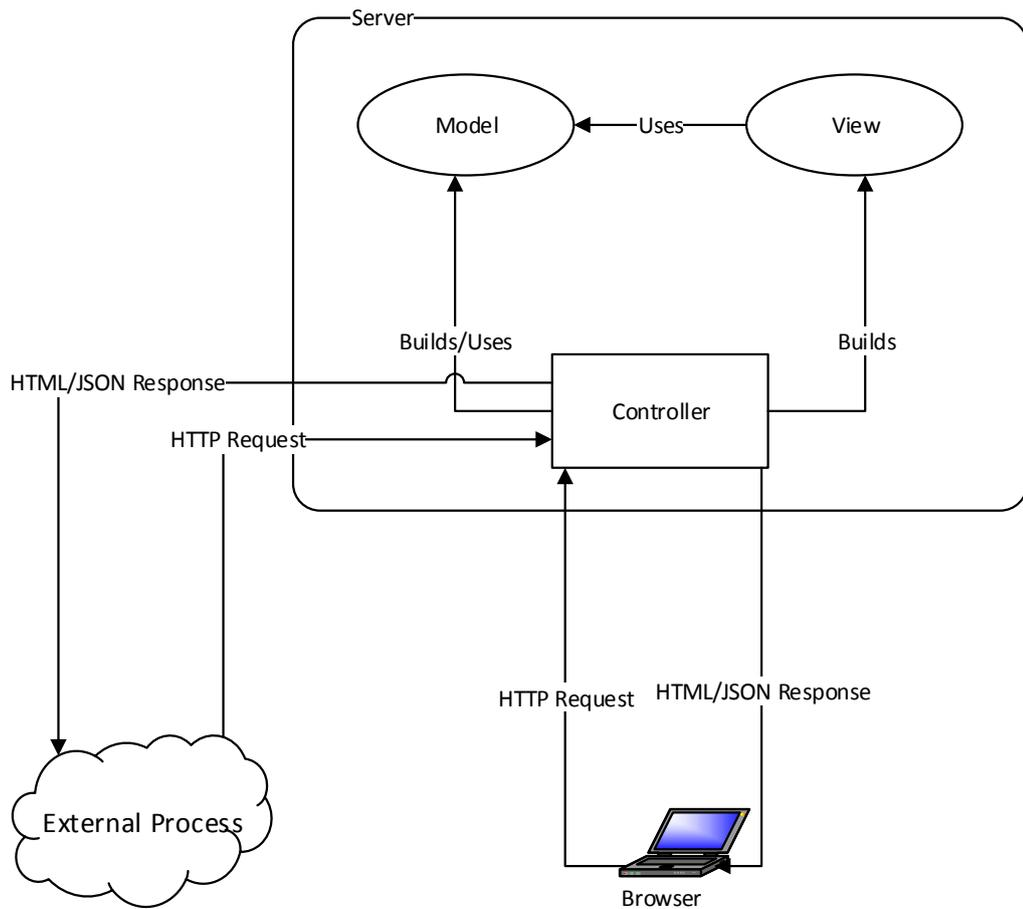 Server
Model
Uses
View
Builds/Uses
Builds
HTML/JSON Response
Controller
HTTP Request
HTTP Request
HTML/JSON Response
External Process
Browser